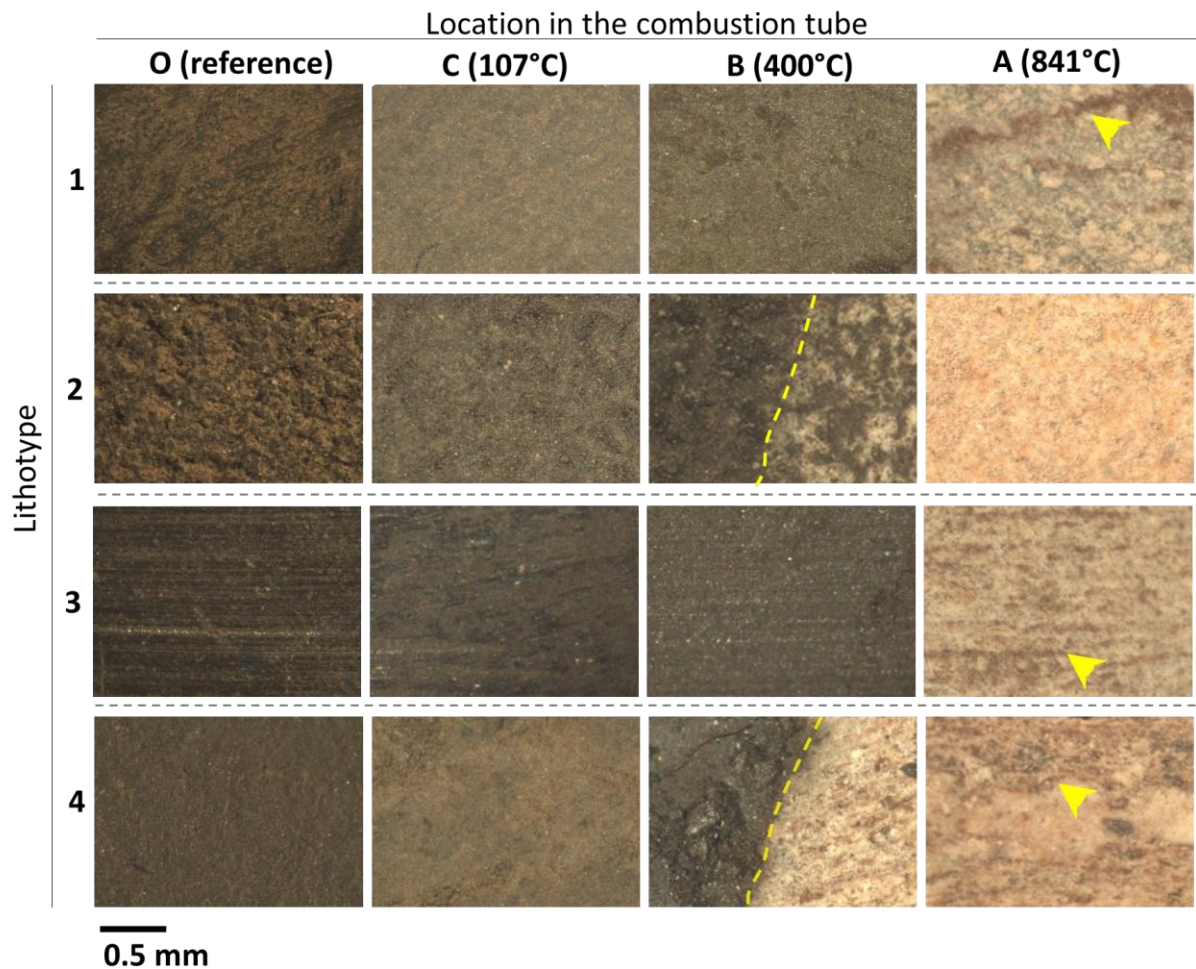 Location in the combustion tube
O (reference) C (107°C) B (400°C) A (841°C)
Lithotype
1
2
3
4
0.5 mm